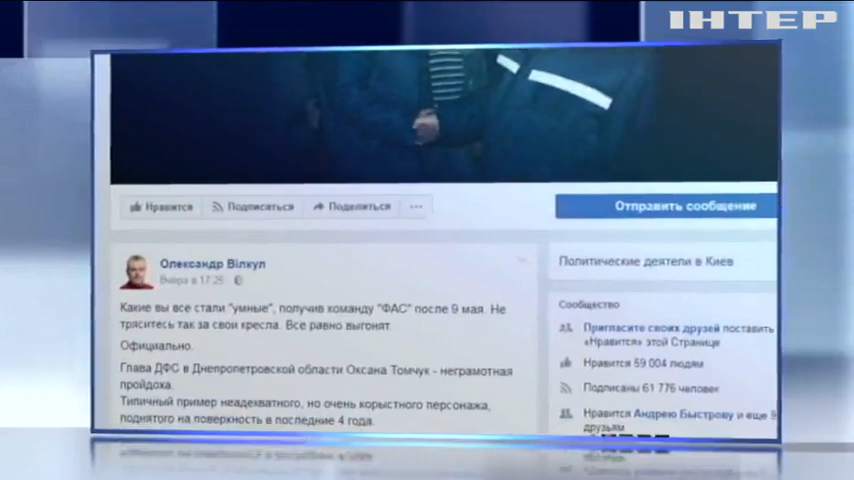 ІНТЕР
Нравится Подписаться Поделиться ... Отправить сообщение
Олександр Вілкул
Вчера в 17:26
Какие вы все стали "умные", получив команду "ФАС" после 9 мая. Не
тряситесь так за свои кресла. Все равно выгонят.
Официально.
Глава ДФС в Днепропетровской области Оксана Томчук - неграмотная
пройдоха.
Типичный пример неадекватного, но очень корыстного персонажа,
поднятого на поверхность в последние 4 года.
Политические деятели в Киев
Сообщество
Пригласите своих друзей поставить
«Нравится» этой Странице
Нравится 59 004 людям
Подписаны 61 776 человек
Нравится Андрею Быстрову и еще
друзьям